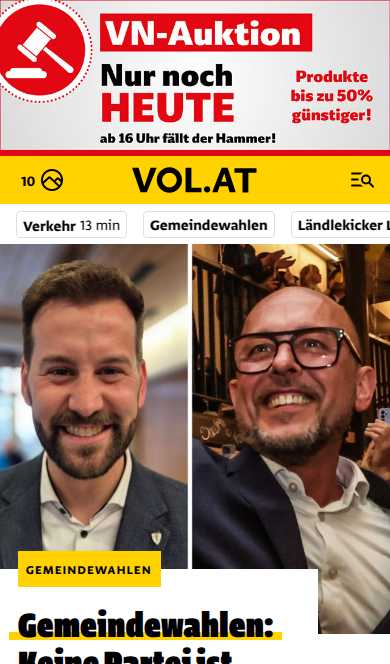 VN-Auktion
Nur noch
HEUTE
ab 16 Uhr fällt der Hammer!
Produkte
bis zu 50%
günstiger!
10
VOL.AT
Verkehr 13 min
Gemeindewahlen
Ländlekicker L
GEMEINDEWAHLEN
Gemeindewahlen:
Keine Partei ist